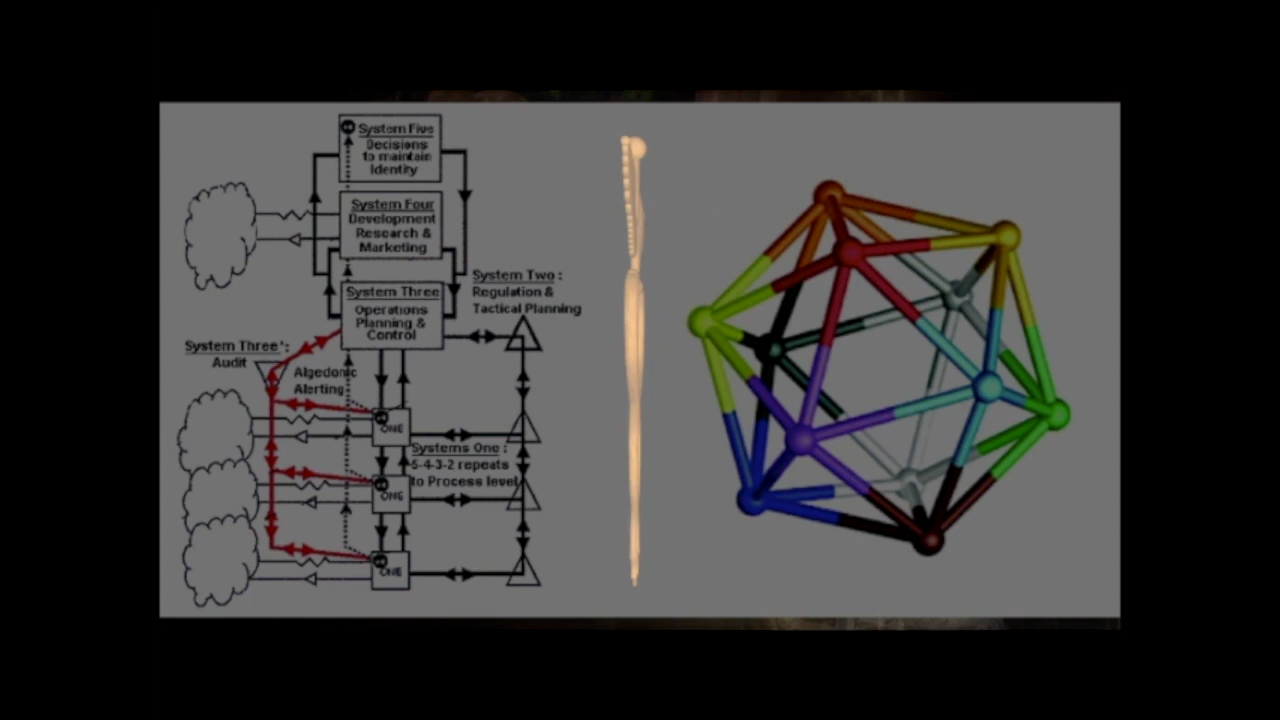 System Five
Decisions
to maintain
Identity
System Four
Development
Research &
Marketing
System Three
Operations
Planning &
Control
System Two :
Regulation &
Tactical Planning
System Three*:
Audit
Algedonic
Alerting
ONE
Systems One :
5-4-3-2 repeats
to Process level
ONE
ONE